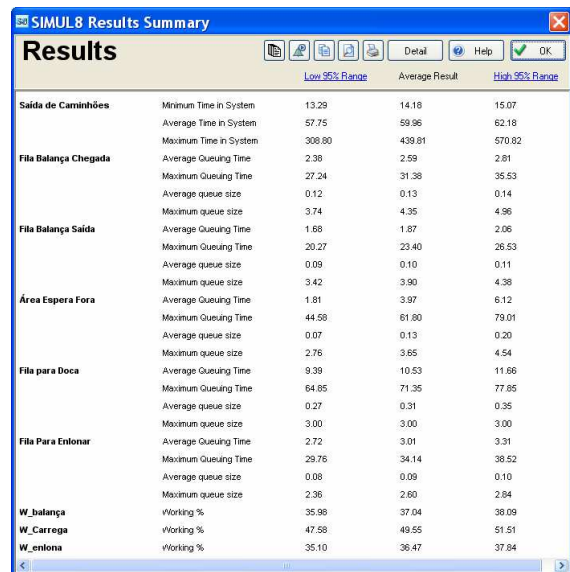 S8 SIMUL8 Results Summary
Results
Detail Help OK
Low 95% Range Average Result High 95% Range
Saída de Caminhões Minimum Time in System 13.29 14.18 15.07
Average Time in System 57.75 59.96 62.18
Maximum Time in System 308.80 439.81 570.82
Fila Balança Chegada Average Queuing Time 2.38 2.59 2.81
Maximum Queuing Time 27.24 31.38 35.53
Average queue size 0.12 0.13 0.14
Maximum queue size 3.74 4.35 4.96
Fila Balança Saída Average Queuing Time 1.68 1.87 2.06
Maximum Queuing Time 20.27 23.40 26.53
Average queue size 0.09 0.10 0.11
Maximum queue size 3.42 3.90 4.38
Área Espera Fora Average Queuing Time 1.81 3.97 6.12
Maximum Queuing Time 44.58 61.80 79.01
Average queue size 0.07 0.13 0.20
Maximum queue size 2.76 3.65 4.54
Fila para Doca Average Queuing Time 9.39 10.53 11.66
Maximum Queuing Time 64.85 71.35 77.85
Average queue size 0.27 0.31 0.35
Maximum queue size 3.00 3.00 3.00
Fila Para Enlonar Average Queuing Time 2.72 3.01 3.31
Maximum Queuing Time 29.76 34.14 38.52
Average queue size 0.08 0.09 0.10
Maximum queue size 2.36 2.60 2.84
W_balança Working % 35.98 37.04 38.09
W_Carrega Working % 47.58 49.55 51.51
W_enlona Working % 35.10 36.47 37.84